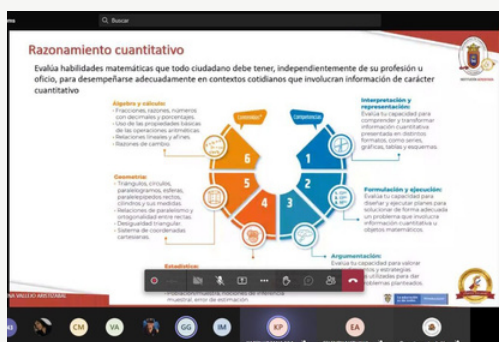 Buscar
Razonamiento cuantitativo
Evalúa habilidades matemáticas que todo ciudadano debe tener, independientemente de su profesión u
oficio, para desempeñarse adecuadamente en contextos cotidianos que involucran información de carácter
cuantitativo
Álgebra y cálculo:
- Fracciones, razones, números
con decimales y porcentajes.
- Uso de las propiedades básicas
de las operaciones aritméticas.
- Relaciones lineales y afines.
- Razones de cambio.
Geometría:
- Triángulos, círculos,
paralelogramos, esferas,
paralelepípedos rectos,
cilindros y sus medidas.
- Relaciones de paralelismo y
ortogonalidad entre rectas.
- Desigualdad triangular.
- Sistema de coordenadas
cartesianas.
Estadística:
muestral, error de estimación.
Contenidos
Competencias
6
5
4
1
2
3
Interpretación y
representación:
Evalúa tu capacidad para
comprender y transformar
información cuantitativa
presentada en distintos
formatos, como series,
gráficas, tablas y esquemas.
Formulación y ejecución:
Evalúa tu capacidad para
diseñar y ejecutar planes para
solucionar de forma adecuada
un problema que involucra
información cuantitativa u
objetos matemáticos.
Argumentación:
Evalúa tu capacidad para valorar
y estrategias
utilizadas para dar
problemas planteados.
CM
VA
GG
IM
KP
EA